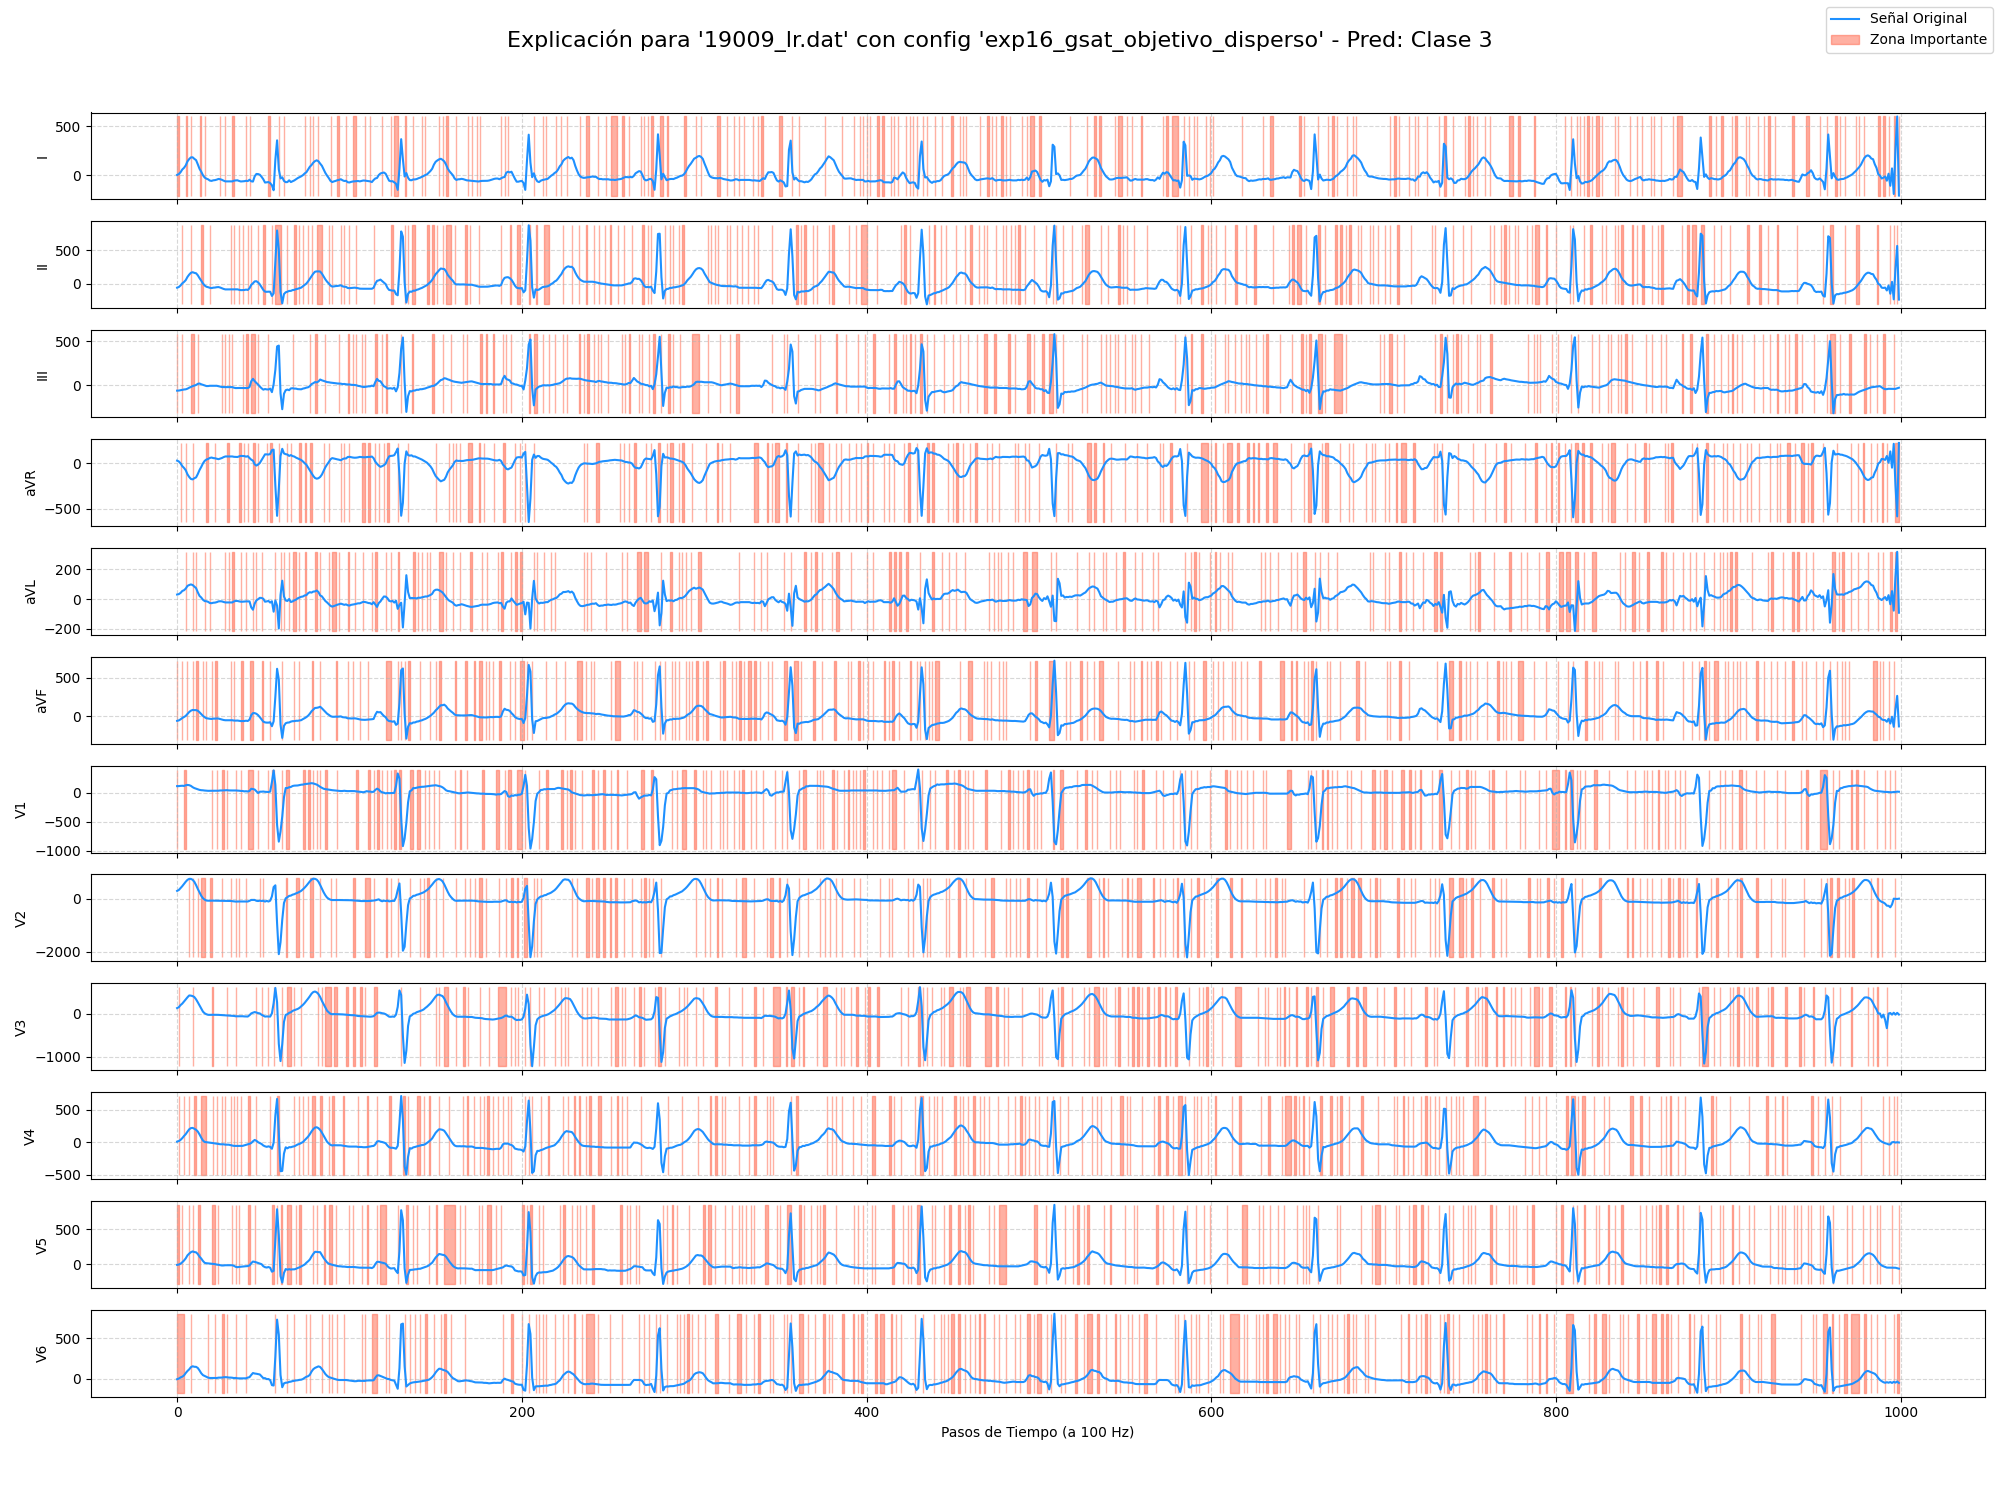 Explicación para '19009_lr.dat' con config 'exp16_gsat_objetivo_disperso' - Pred: Clase 3
Señal Original
Zona Importante
500
0
I
500
0
II
500
0
III
0
−500
aVR
200
0
−200
aVL
500
0
aVF
0
−500
−1000
V1
0
−2000
V2
0
−1000
V3
500
0
−500
V4
500
0
V5
500
0
V6
0 200 400 600 800 1000
Pasos de Tiempo (a 100 Hz)